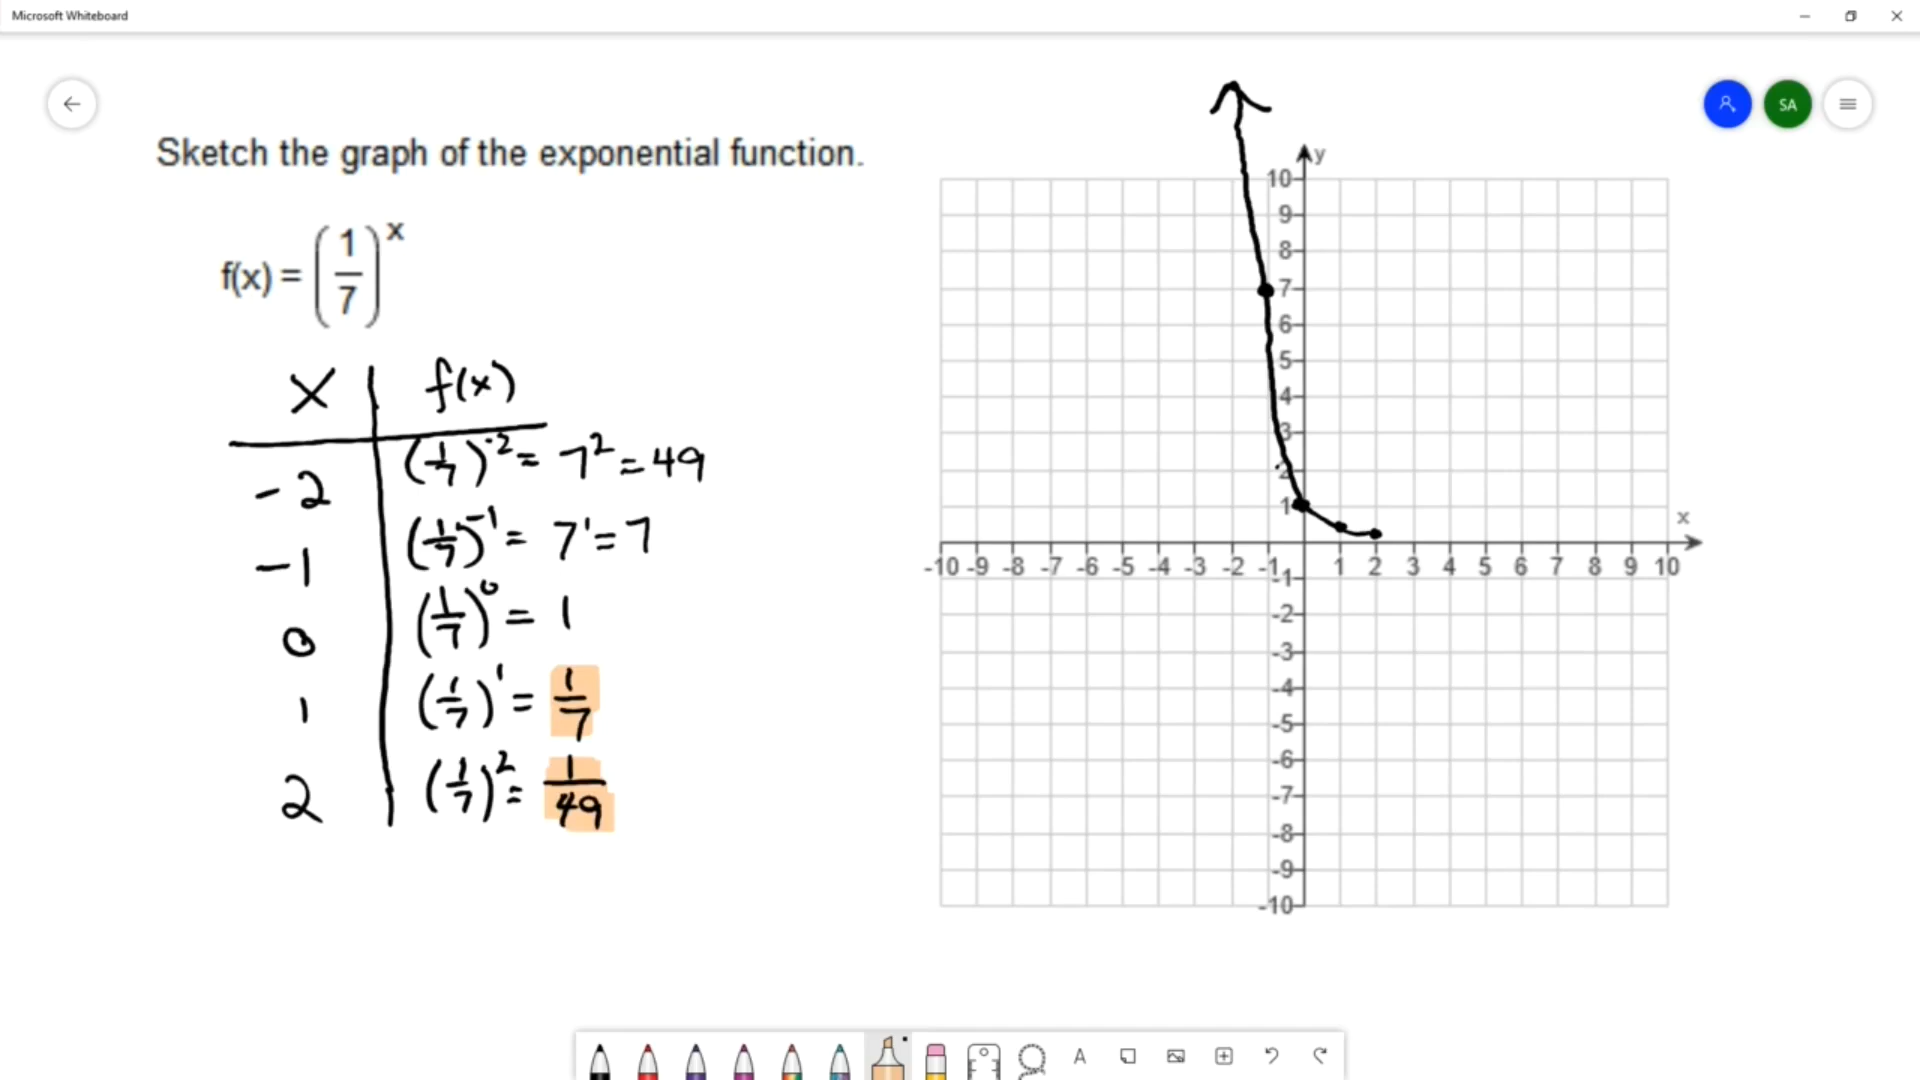 Microsoft Whiteboard
SA
Sketch the graph of the exponential function.
f(x) = (1/7)^x
x | f(x)
-2 | (1/7)^-2 = 7^2 = 49
-1 | (1/7)^-1 = 7^1 = 7
0 | (1/7)^0 = 1
1 | (1/7)^1 = 1/7
2 | (1/7)^2 = 1/49
y
10
9
8
7
6
5
4
3
2
1
x
-10 -9 -8 -7 -6 -5 -4 -3 -2 -1 1 2 3 4 5 6 7 8 9 10
-1
-2
-3
-4
-5
-6
-7
-8
-9
-10
A